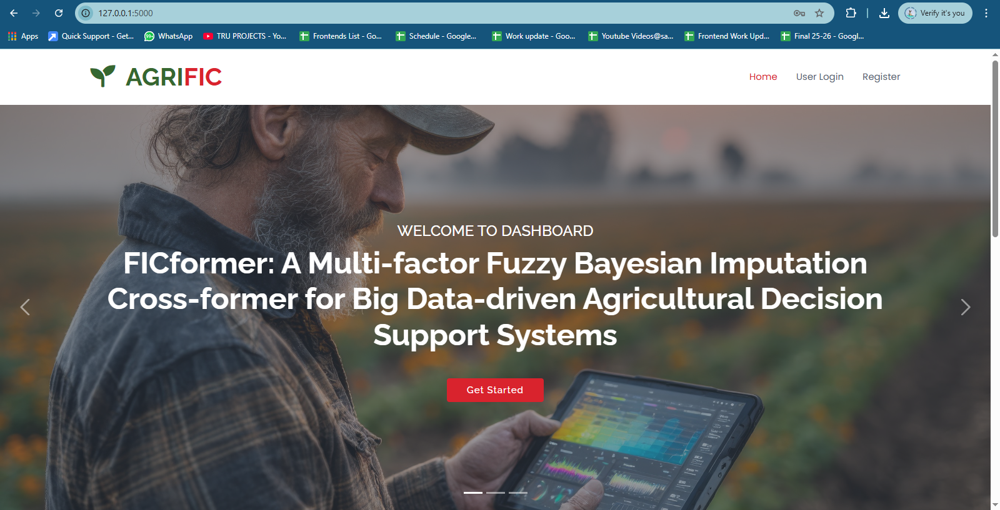 127.0.0.1:5000
Verify it's you
Apps
Quick Support - Get...
99+
WhatsApp
TRU PROJECTS - Yo...
Frontends List - Go...
Schedule - Google...
Work update - Goo...
Youtube Videos@sa...
Frontend Work Upd...
Final 25-26 - Googl...
AGRIFIC
Home
User Login
Register
WELCOME TO DASHBOARD
FICformer: A Multi-factor Fuzzy Bayesian Imputation
Cross-former for Big Data-driven Agricultural Decision
Support Systems
Get Started